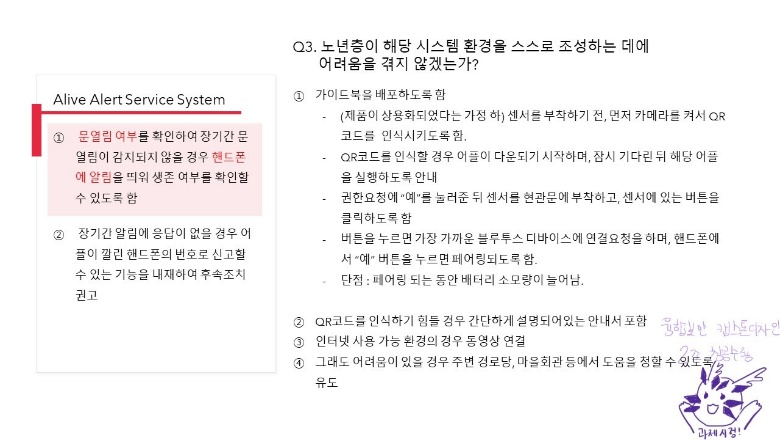 Alive Alert Service System
① 문열림 여부를 확인하여 장기간 문
열림이 감지되지 않을 경우 핸드폰
에 알림을 띄워 생존 여부를 확인할
수 있도록 함
② 장기간 알림에 응답이 없을 경우 어
플이 깔린 핸드폰의 번호로 신고할
수 있는 기능을 내재하여 후속조치
권고
Q3. 노년층이 해당 시스템 환경을 스스로 조성하는 데에
어려움을 겪지 않겠는가?
① 가이드북을 배포하도록 함
- (제품이 상용화되었다는 가정 하) 센서를 부착하기 전, 먼저 카메라를 켜서 QR
코드를 인식시키도록 함.
- QR코드를 인식할 경우 어플이 다운되기 시작하며, 잠시 기다린 뒤 해당 어플
을 실행하도록 안내
- 권한요청에 “예”를 눌러준 뒤 센서를 현관문에 부착하고, 센서에 있는 버튼을
클릭하도록 함
- 버튼을 누르면 가장 가까운 블루투스 디바이스에 연결요청을 하며, 핸드폰에
서 “예” 버튼을 누르면 페어링되도록 함.
- 단점 : 페어링 되는 동안 배터리 소모량이 늘어남.
② QR코드를 인식하기 힘들 경우 간단하게 설명되어있는 안내서 포함
③ 인터넷 사용 가능 환경의 경우 동영상 연결
④ 그래도 어려움이 있을 경우 주변 경로당, 마을회관 등에서 도움을 청할 수 있도록
유도
융합보안 캡스톤디자인
2조
과제시렁!